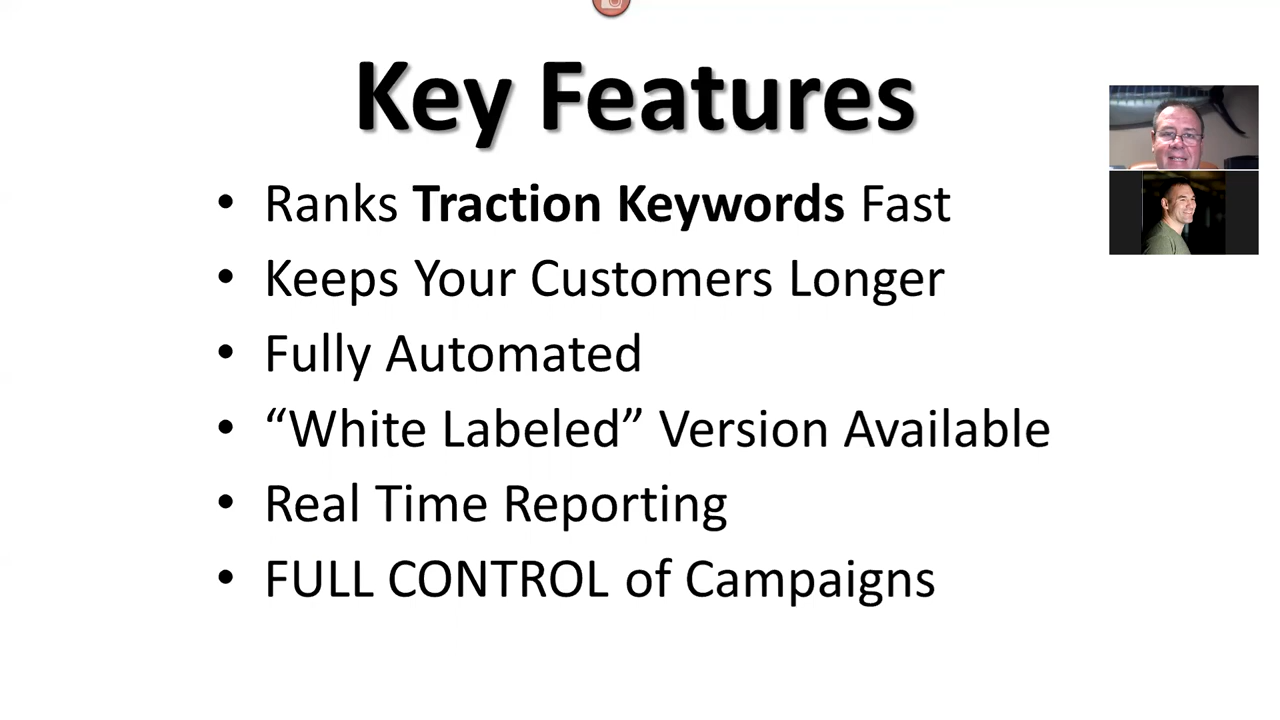 Key Features
• Ranks Traction Keywords Fast
• Keeps Your Customers Longer
• Fully Automated
• “White Labeled” Version Available
• Real Time Reporting
• FULL CONTROL of Campaigns